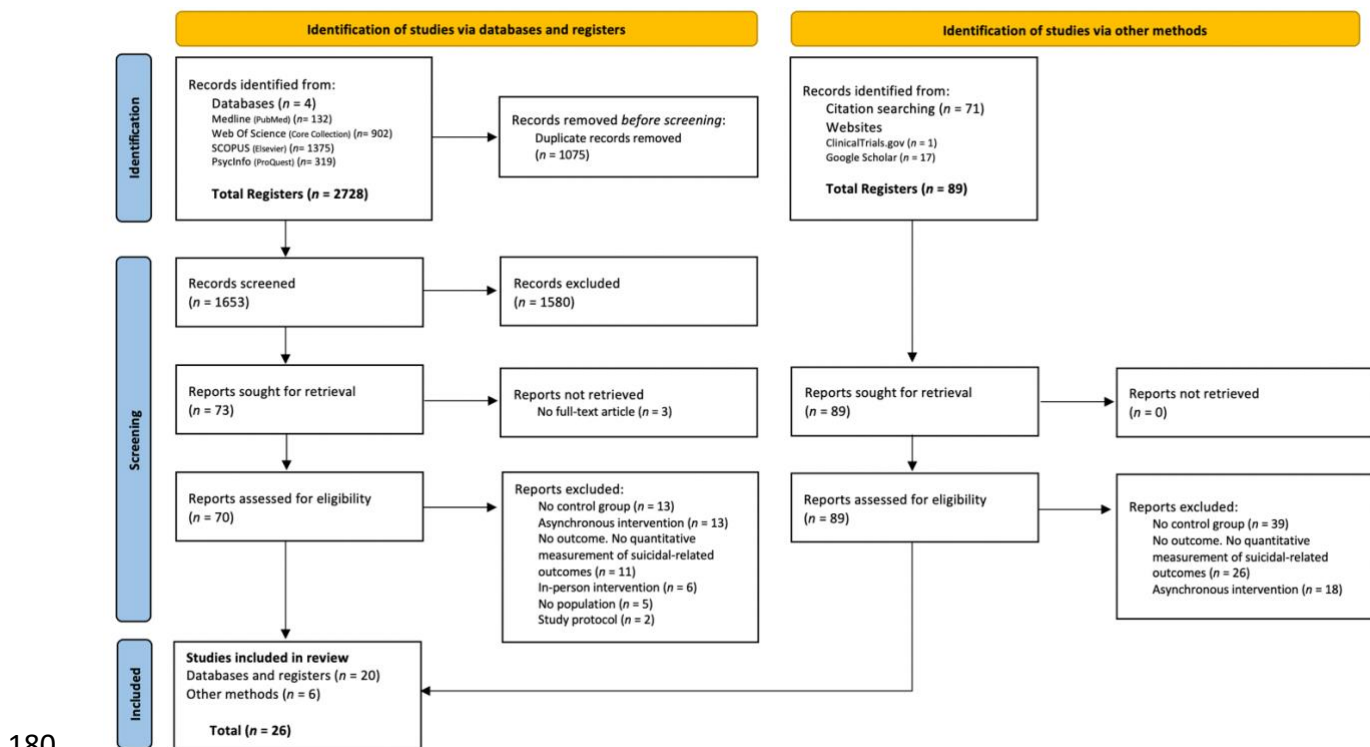 Identification of studies via databases and registers
Identification of studies via other methods
Identification
Records identified from:
Databases (n = 4)
Medline (PubMed) (n= 132)
Web Of Science (Core Collection) (n= 902)
SCOPUS (Elsevier) (n= 1375)
PsycInfo (ProQuest) (n= 319)
Total Registers (n = 2728)
Records removed before screening:
Duplicate records removed
(n = 1075)
Records identified from:
Citation searching (n = 71)
Websites
ClinicalTrials.gov (n = 1)
Google Scholar (n = 17)
Total Registers (n = 89)
Screening
Records screened
(n = 1653)
Records excluded
(n = 1580)
Reports sought for retrieval
(n = 73)
Reports not retrieved
No full-text article (n = 3)
Reports sought for retrieval
(n = 89)
Reports not retrieved
(n = 0)
Reports assessed for eligibility
(n = 70)
Reports excluded:
No control group (n = 13)
Asynchronous intervention (n = 13)
No outcome. No quantitative
measurement of suicidal-related
outcomes (n = 11)
In-person intervention (n = 6)
No population (n = 5)
Study protocol (n = 2)
Reports assessed for eligibility
(n = 89)
Reports excluded:
No control group (n = 39)
No outcome. No quantitative
measurement of suicidal-related
outcomes (n = 26)
Asynchronous intervention (n = 18)
Included
Studies included in review
Databases and registers (n = 20)
Other methods (n = 6)
Total (n = 26)
180